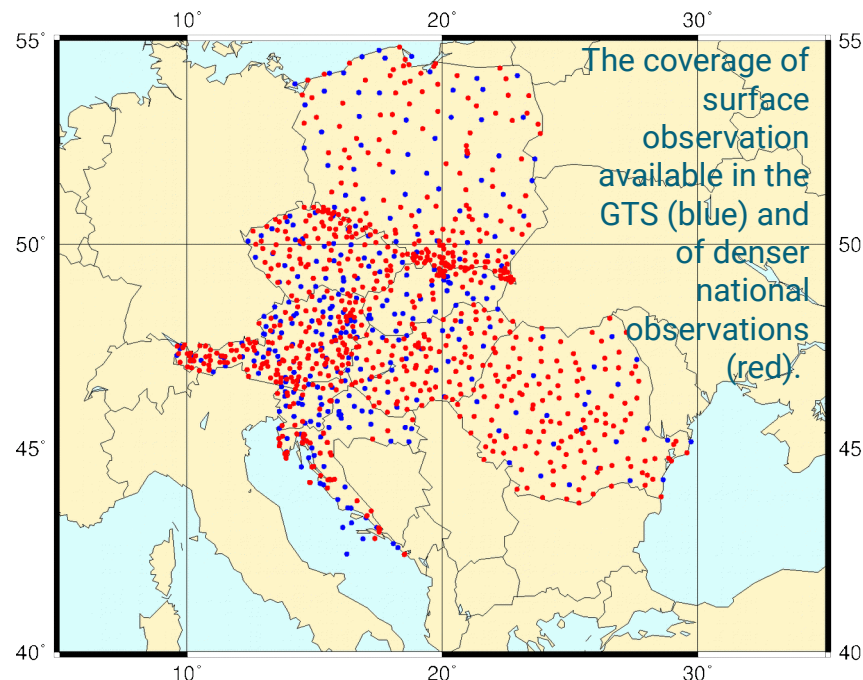 10° 20° 30°
55° 55°
The coverage of
surface
observation
available in the
GTS (blue) and
of denser
national
observations
(red).
50° 50°
45° 45°
40° 40°
10° 20° 30°